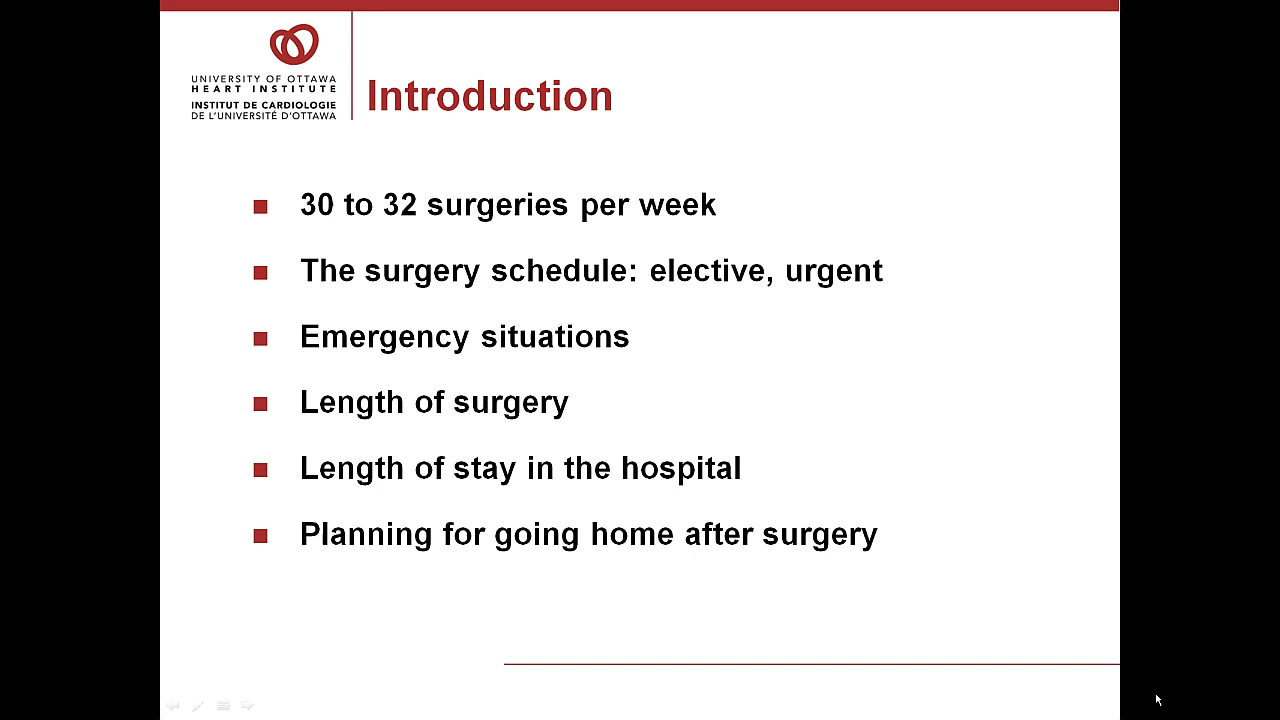 UNIVERSITY OF OTTAWA
HEART INSTITUTE
INSTITUT DE CARDIOLOGIE
DE L'UNIVERSITÉ D'OTTAWA
Introduction
30 to 32 surgeries per week
The surgery schedule: elective, urgent
Emergency situations
Length of surgery
Length of stay in the hospital
Planning for going home after surgery